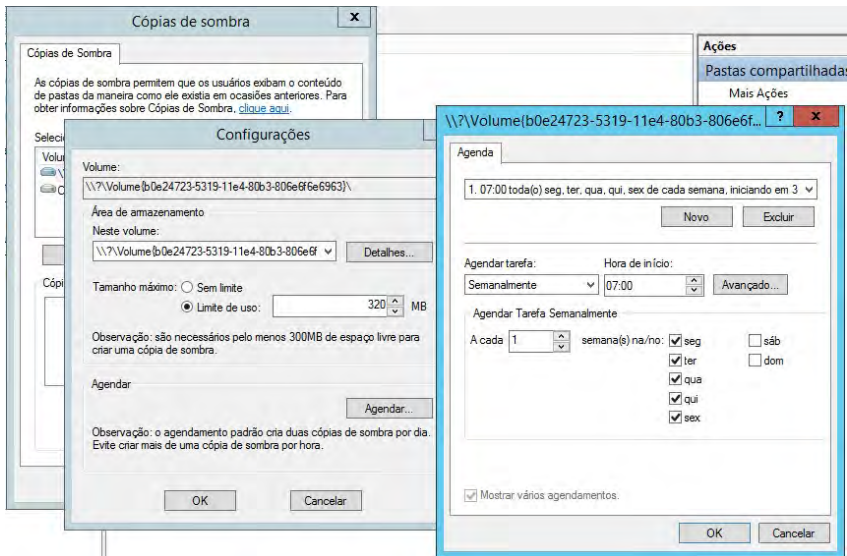 Cópias de sombra
x
Cópias de Sombra
As cópias de sombra permitem que os usuários exibam o conteúdo
de pastas da maneira como ele existia em ocasiões anteriores. Para
obter informações sobre Cópias de Sombra, clique aqui.
Configurações
Volume:
\\?\Volume{b0e24723-5319-11e4-80b3-806e6f6e6963}\
Área de armazenamento
Neste volume:
\\?\Volume{b0e24723-5319-11e4-80b3-806e6f
Detalhes...
Tamanho máximo:
Sem limite
Limite de uso:
320
MB
Observação: são necessários pelo menos 300MB de espaço livre para
criar uma cópia de sombra.
Agendar
Agendar...
Observação: o agendamento padrão cria duas cópias de sombra por dia.
Evite criar mais de uma cópia de sombra por hora.
OK
Cancelar
Ações
Pastas compartilhadas
Mais Ações
\\?\Volume{b0e24723-5319-11e4-80b3-806e6f...
?
x
Agenda
1. 07:00 toda(o) seg, ter, qua, qui, sex de cada semana, iniciando em 3
Novo
Excluir
Agendar tarefa:
Hora de início:
Semanalmente
07:00
Avançado...
Agendar Tarefa Semanalmente
A cada 1 semana(s) na/no:
seg
sáb
ter
dom
qua
qui
sex
Mostrar vários agendamentos.
OK
Cancelar